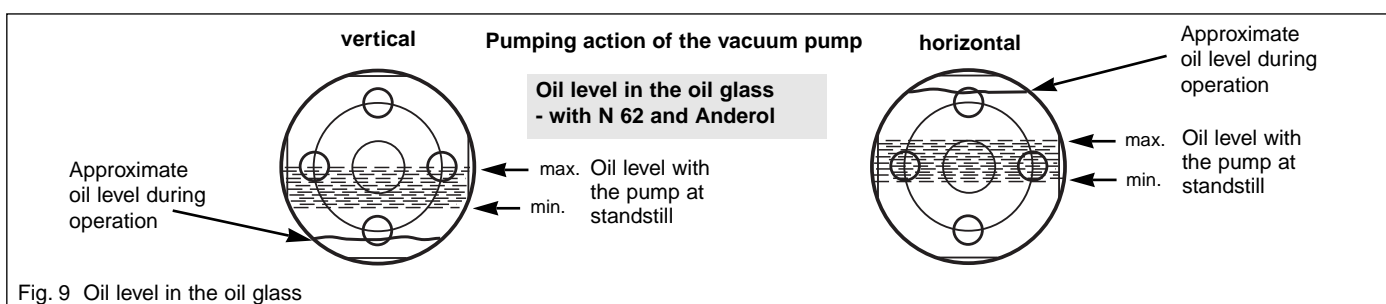 vertical
Pumping action of the vacuum pump
horizontal
Approximate
oil level during
operation
Oil level in the oil glass
- with N 62 and Anderol
Approximate
oil level during
operation
max.
Oil level with
the pump at
standstill
min.
max.
Oil level with
the pump at
standstill
min.
Fig. 9 Oil level in the oil glass